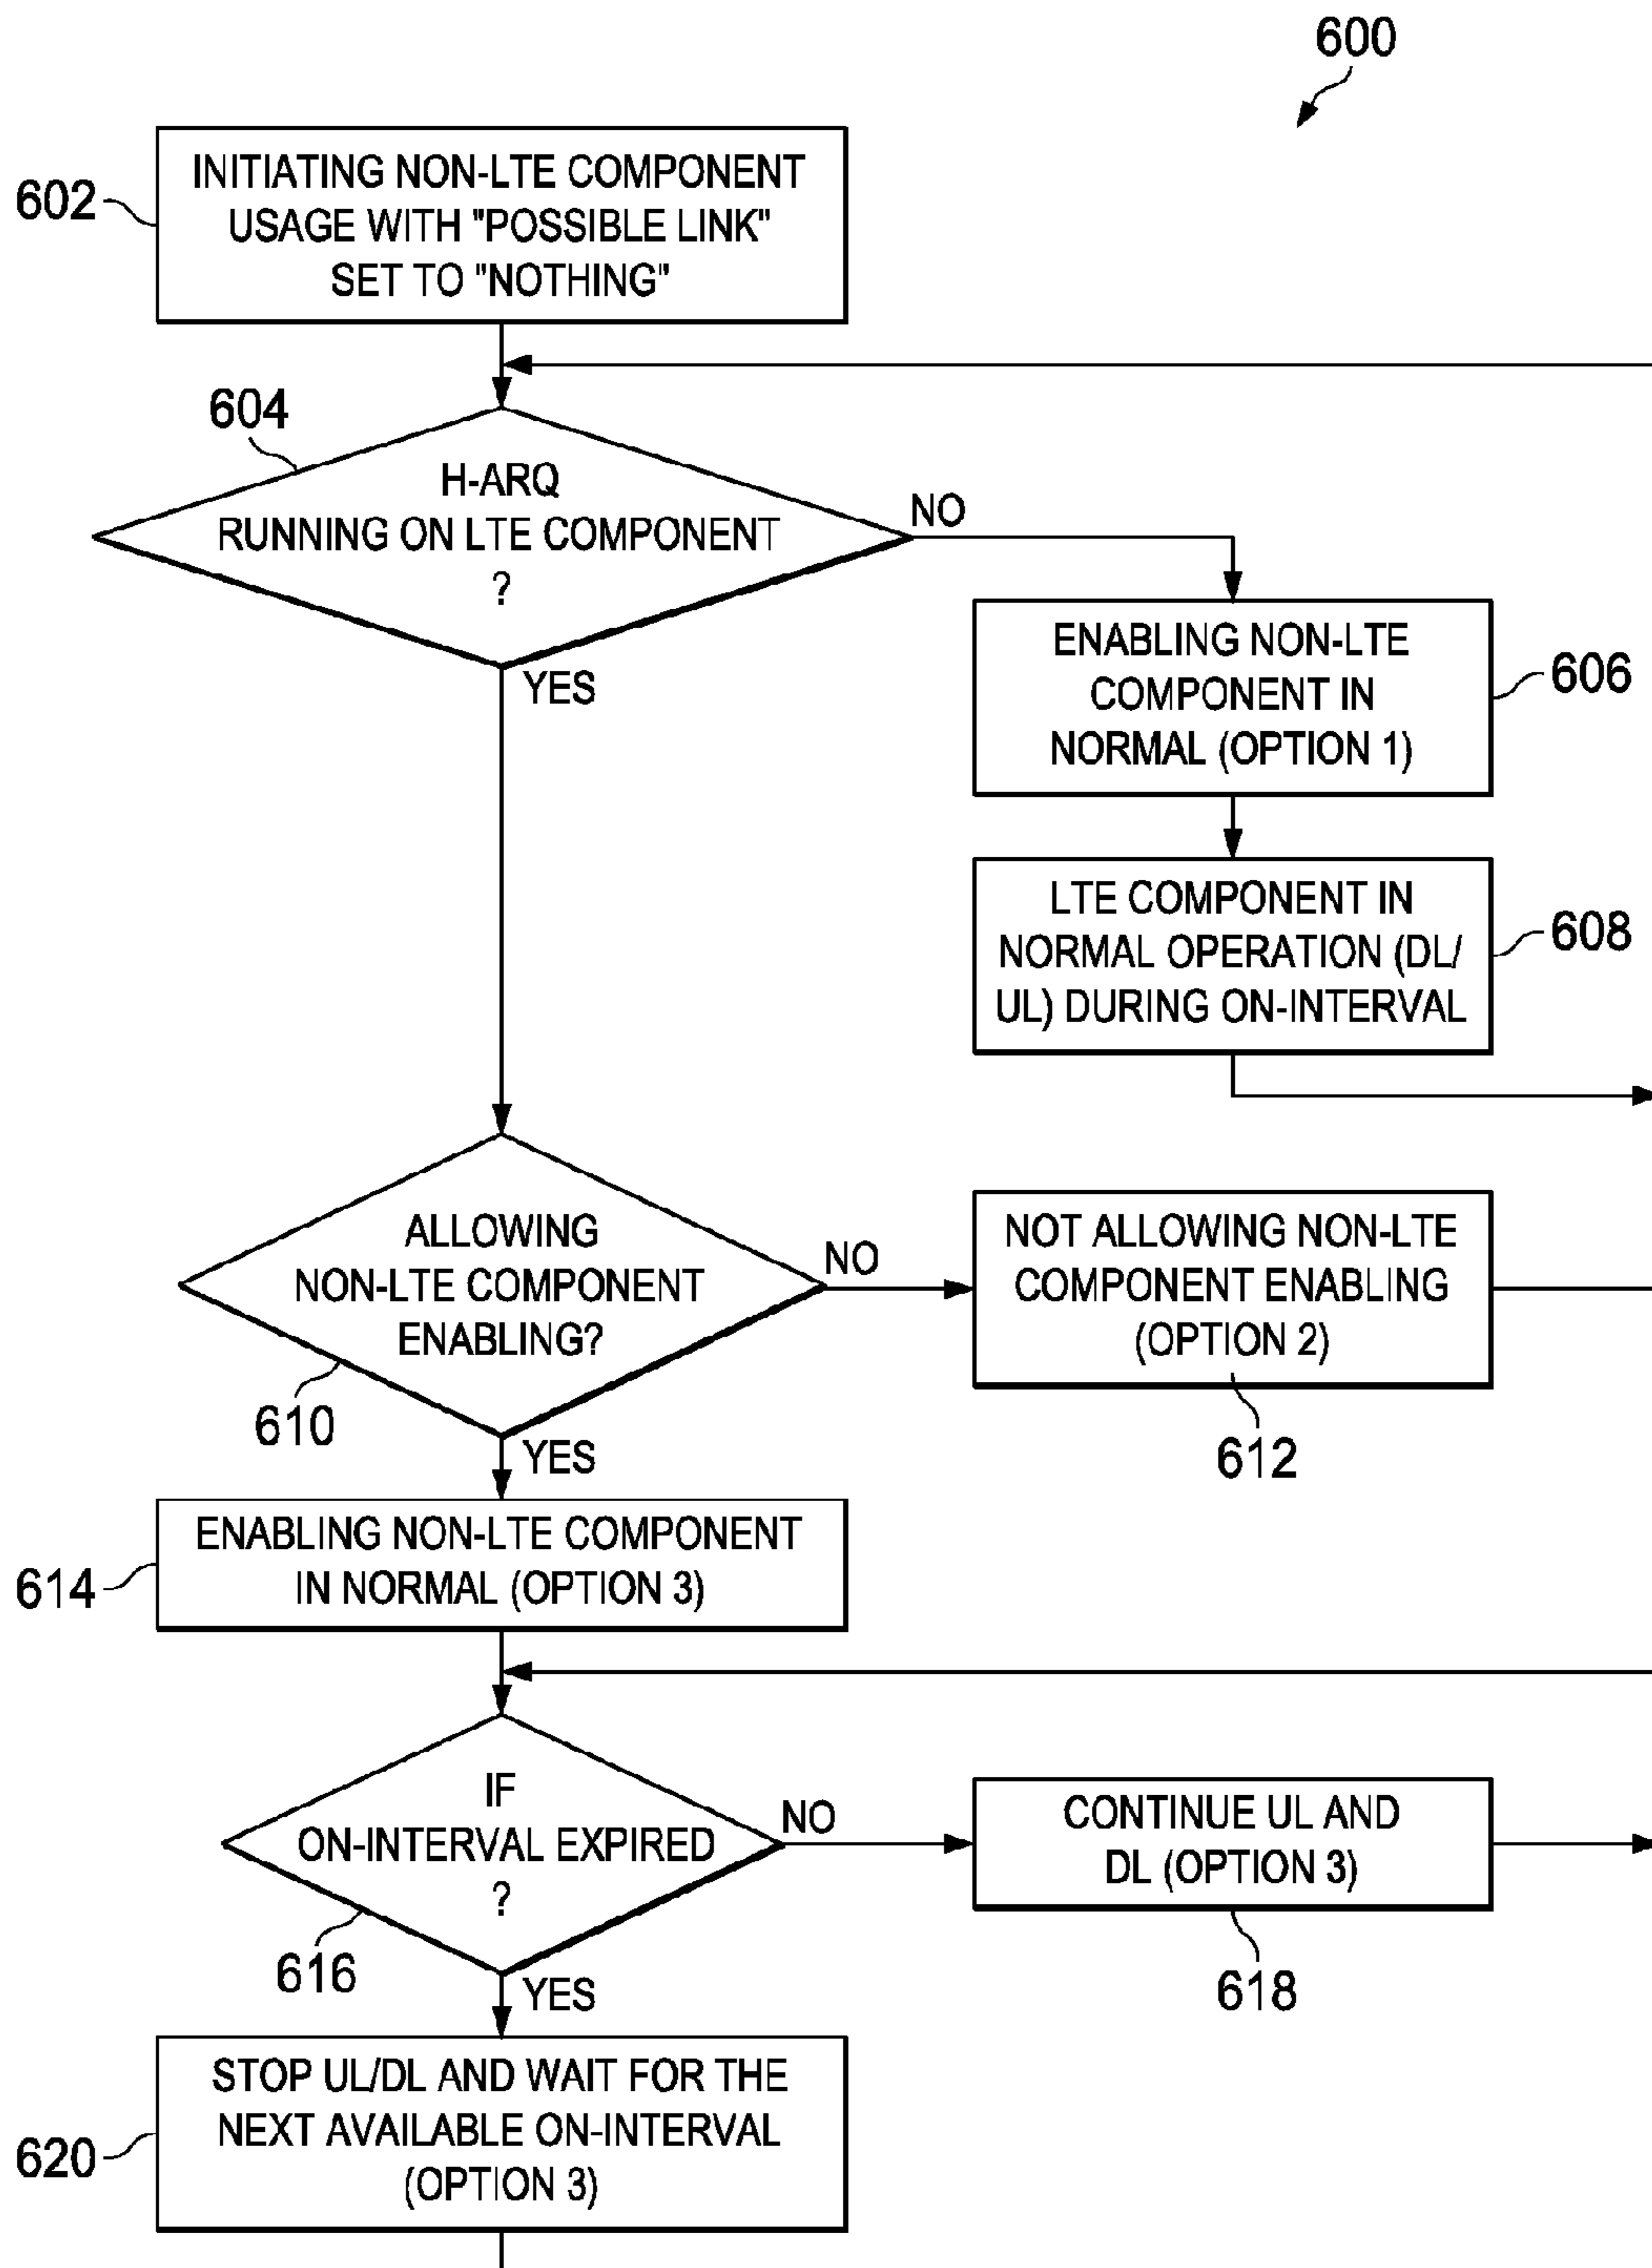 600
602
INITIATING NON-LTE COMPONENT
USAGE WITH "POSSIBLE LINK"
SET TO "NOTHING"
604
H-ARQ
RUNNING ON LTE COMPONENT
?
NO
YES
ENABLING NON-LTE
COMPONENT IN
NORMAL (OPTION 1)
606
LTE COMPONENT IN
NORMAL OPERATION (DL/
UL) DURING ON-INTERVAL
608
ALLOWING
NON-LTE COMPONENT
ENABLING?
610
NO
YES
NOT ALLOWING NON-LTE
COMPONENT ENABLING
(OPTION 2)
612
614
ENABLING NON-LTE COMPONENT
IN NORMAL (OPTION 3)
IF
ON-INTERVAL EXPIRED
?
616
NO
YES
CONTINUE UL AND
DL (OPTION 3)
618
620
STOP UL/DL AND WAIT FOR THE
NEXT AVAILABLE ON-INTERVAL
(OPTION 3)